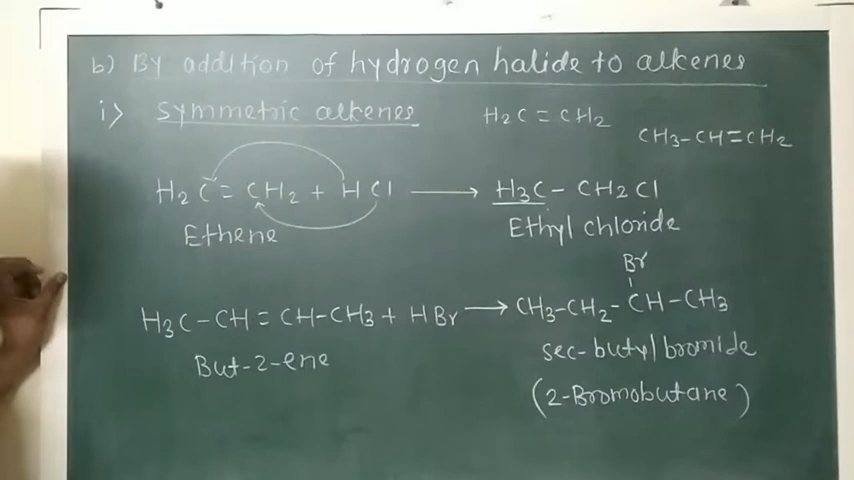 b) By addition of hydrogen halide to alkenes
i> Symmetric alkenes H2C = CH2
CH3-CH=CH2
H2C = CH2 + HCl → H3C - CH2Cl
Ethene Ethyl chloride
Br
H3C-CH=CH-CH3 + HBr → CH3-CH2-CH-CH3
But-2-ene sec-butyl bromide
(2-Bromobutane)